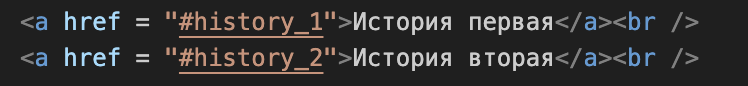 <a href = "#history_1">История первая</a><br />
<a href = "#history_2">История вторая</a><br />